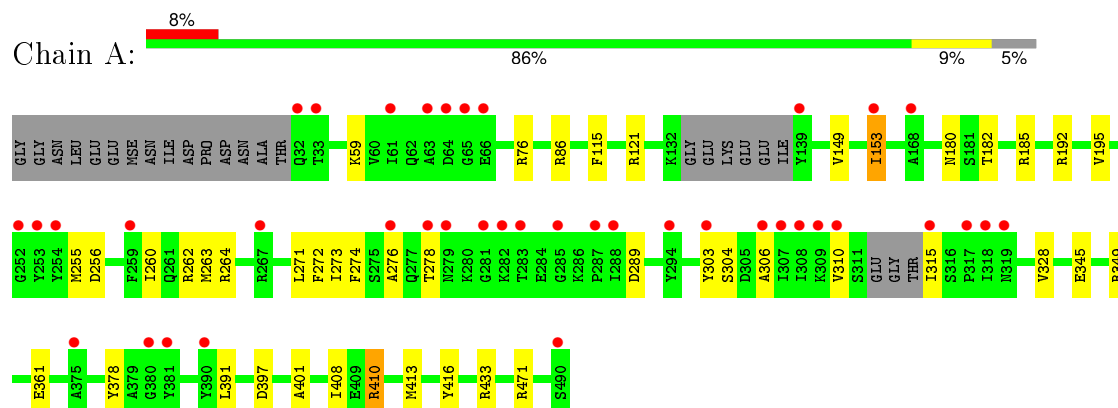 8%
Chain A:
86% 9% 5%
GLY GLY ASN LEU GLU GLU MSE ASN ILE ASP PRO ASP ASP ASN ALA THR Q32 T33 K59 V60 I61 Q62 A63 D64 G65 E66 R76 R86 F115 R121 K132 GLY GLU LYS GLU GLU ILE Y139 V149 I153 A168 N180 S181 T182 R185 R192 V195
G252 Y253 Y254 M255 D256 F259 I260 Q261 R262 M263 R264 R267 L271 F272 I273 F274 S275 A276 Q277 T278 N279 K280 G281 K282 T283 E284 G285 K286 P287 I288 D289 Y294 Y303 S304 D305 A306 I307 I308 K309 V310 S311 GLU GLY THR I315 S316 P317 I318 N319 V328 E345
E361 A375 Y378 A379 G380 Y381 Y390 L391 D397 A401 I408 E409 R410 M413 Y416 R433 R471 S490